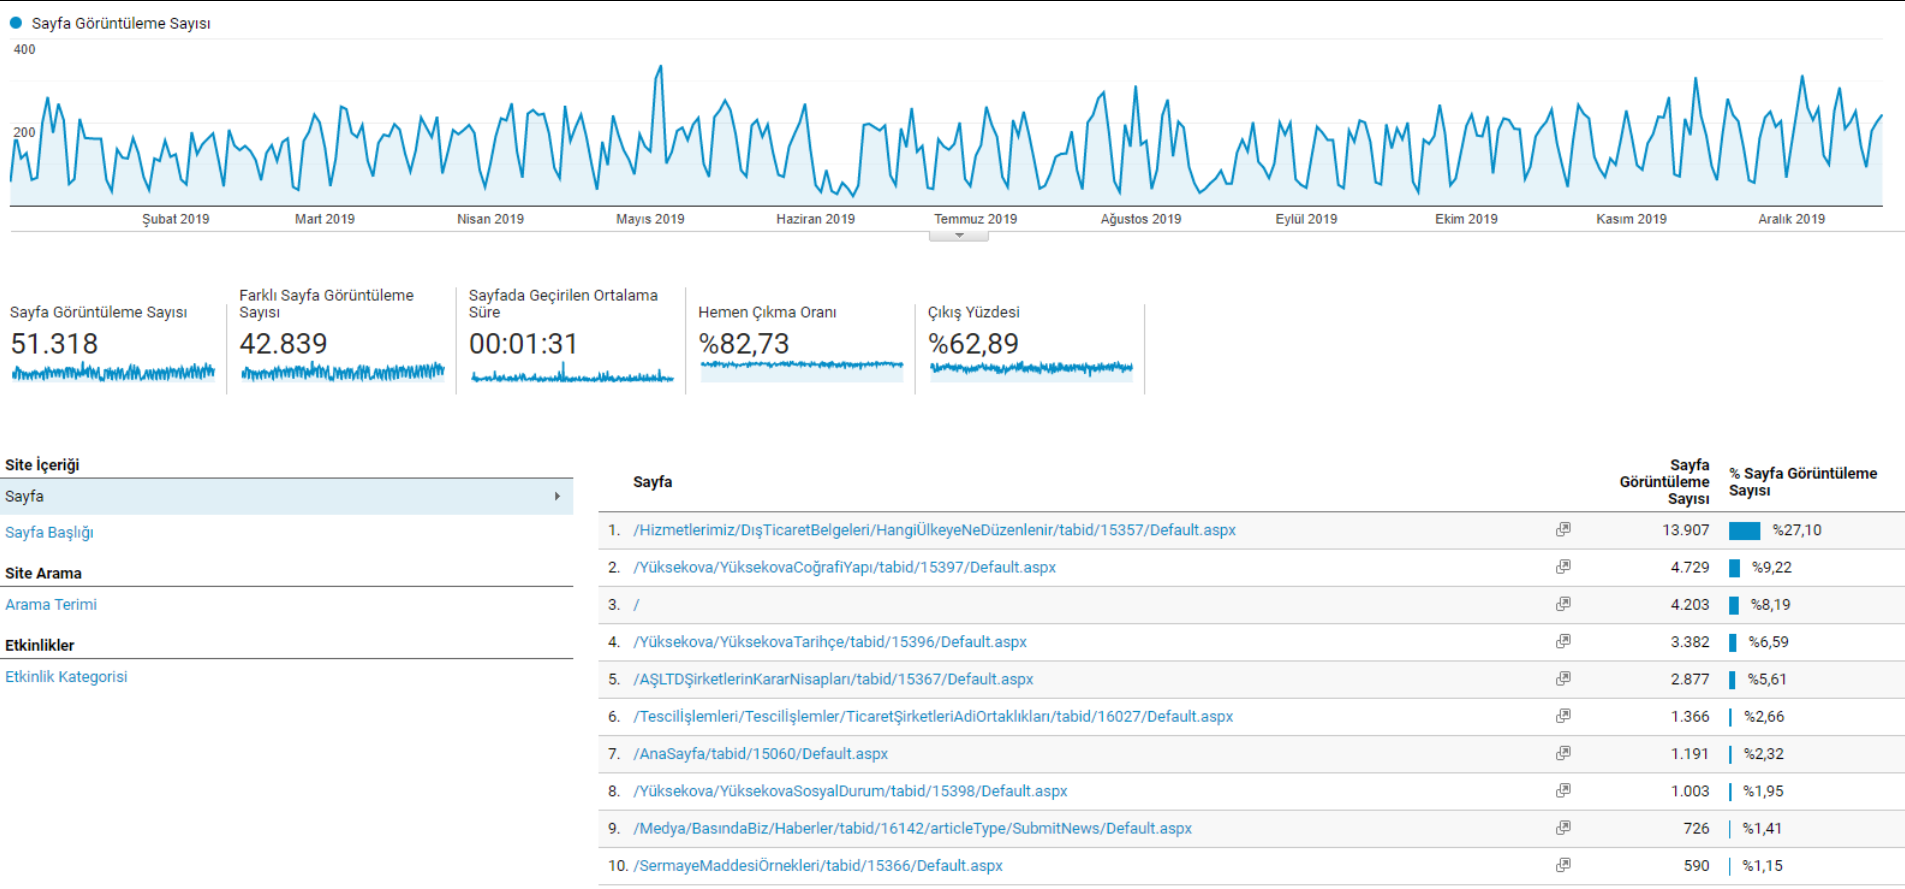 Sayfa Görüntüleme Sayısı
400
200
Şubat 2019
Mart 2019
Nisan 2019
Mayıs 2019
Haziran 2019
Temmuz 2019
Ağustos 2019
Eylül 2019
Ekim 2019
Kasım 2019
Aralık 2019
Sayfa Görüntüleme Sayısı
51.318
Farklı Sayfa Görüntüleme
Sayısı
42.839
Sayfada Geçirilen Ortalama
Süre
00:01:31
Hemen Çıkma Oranı
%82,73
Çıkış Yüzdesi
%62,89
Site İçeriği
Sayfa
Sayfa Başlığı
Site Arama
Arama Terimi
Etkinlikler
Etkinlik Kategorisi
Sayfa
Sayfa
Görüntüleme
Sayısı
% Sayfa Görüntüleme
Sayısı
1. /Hizmetlerimiz/DışTicaretBelgeleri/HangiÜlkeyeNeDüzenlenir/tabid/15357/Default.aspx 13.907 %27,10
2. /Yüksekova/YüksekovaCoğrafiYapı/tabid/15397/Default.aspx 4.729 %9,22
3. / 4.203 %8,19
4. /Yüksekova/YüksekovaTarihçe/tabid/15396/Default.aspx 3.382 %6,59
5. /AŞLTDŞirketlerinKararNisapları/tabid/15367/Default.aspx 2.877 %5,61
6. /Tescilİşlemleri/Tescilİşlemler/TicaretŞirketleriAdiOrtaklıkları/tabid/16027/Default.aspx 1.366 %2,66
7. /AnaSayfa/tabid/15060/Default.aspx 1.191 %2,32
8. /Yüksekova/YüksekovaSosyalDurum/tabid/15398/Default.aspx 1.003 %1,95
9. /Medya/BasındaBiz/Haberler/tabid/16142/articleType/SubmitNews/Default.aspx 726 %1,41
10. /SermayeMaddesiÖrnekleri/tabid/15366/Default.aspx 590 %1,15